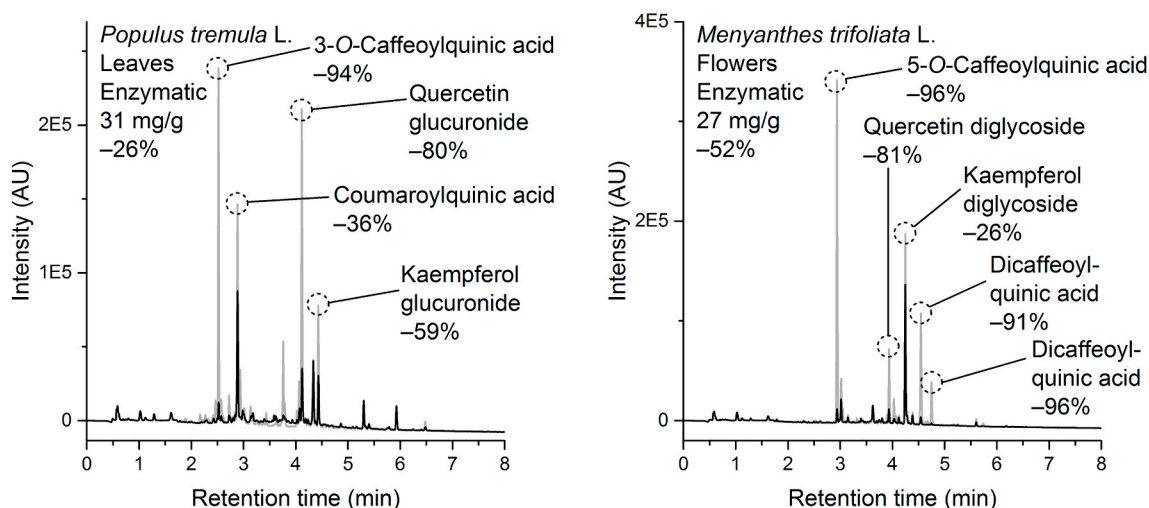 Populus tremula L.
Leaves
Enzymatic
31 mg/g
–26%
3-O-Caffeoylquinic acid
–94%
Quercetin
glucuronide
–80%
Coumaroylquinic acid
–36%
Kaempferol
glucuronide
–59%
Intensity (AU)
2E5
1E5
0
0 1 2 3 4 5 6 7 8
Retention time (min)
Menyanthes trifoliata L.
Flowers
Enzymatic
27 mg/g
–52%
5-O-Caffeoylquinic acid
–96%
Quercetin diglycoside
–81%
Kaempferol
diglycoside
–26%
Dicaffeoyl-
quinic acid
–91%
Dicaffeoyl-
quinic acid
–96%
Intensity (AU)
4E5
2E5
0
0 1 2 3 4 5 6 7 8
Retention time (min)